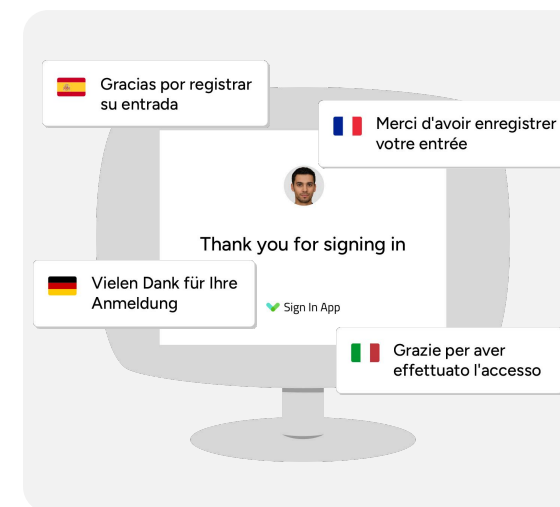 Gracias por registrar
su entrada
Merci d'avoir enregistrer
votre entrée
Thank you for signing in
Vielen Dank für Ihre
Anmeldung
Sign In App
Grazie per aver
effettuato l'accesso